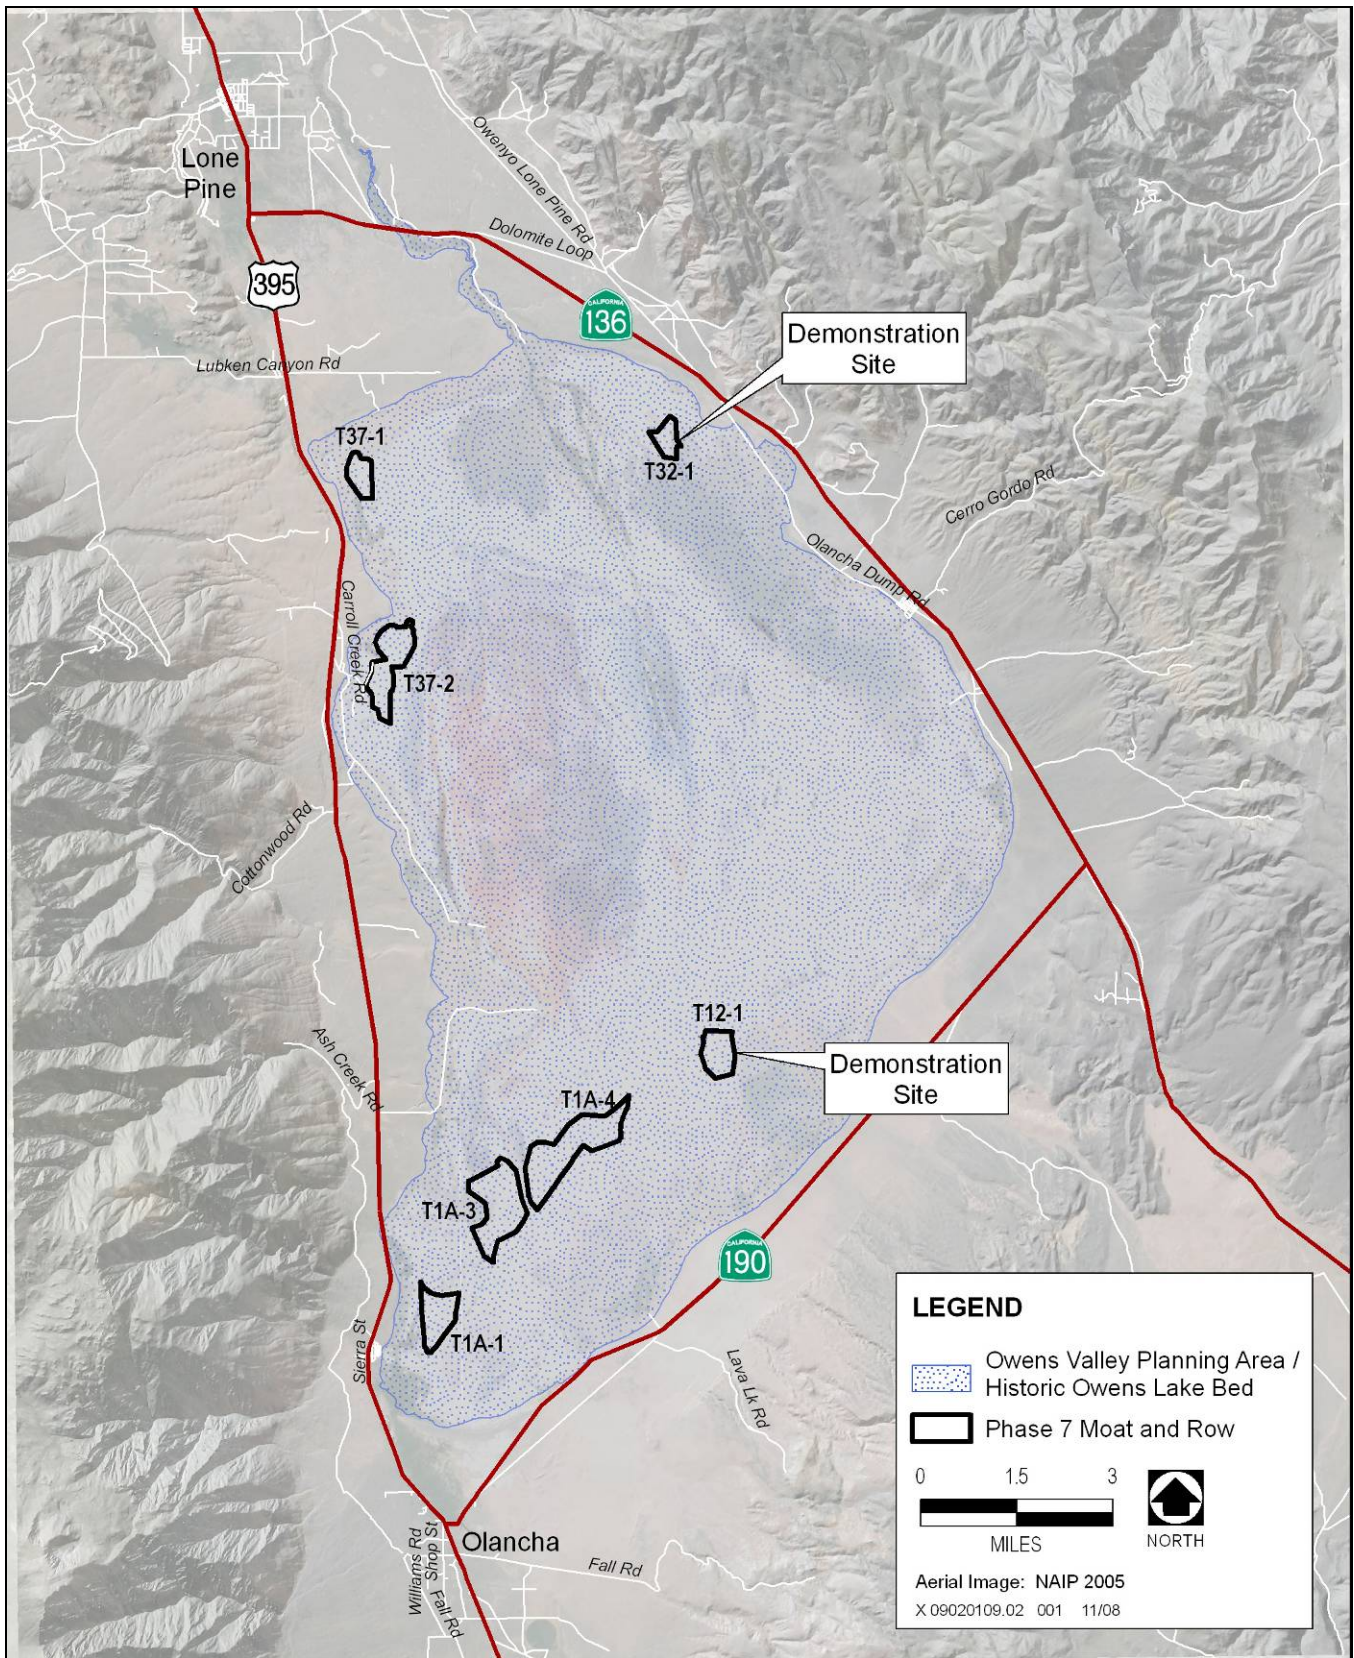 Lone
Pine
Owenyo Lone Pine Rd
Dolomite Loop
395
CALIFORNIA
136
Demonstration
Site
Lubken Canyon Rd
T37-1
T32-1
Cerro Gordo Rd
Olancha Dump Rd
Carroll Creek Rd
T37-2
Cottonwood Rd
T12-1
Ash Creek Rd
Demonstration
Site
T1A-4
T1A-3
CALIFORNIA
190
T1A-1
Sierra St
Lava Lk Rd
LEGEND
Owens Valley Planning Area /
Historic Owens Lake Bed
Phase 7 Moat and Row
0 1.5 3
MILES
NORTH
Aerial Image: NAIP 2005
X 09020109.02 001 11/08
Olancha
Williams Rd
Shop St
Fall Rd
Fall Rd